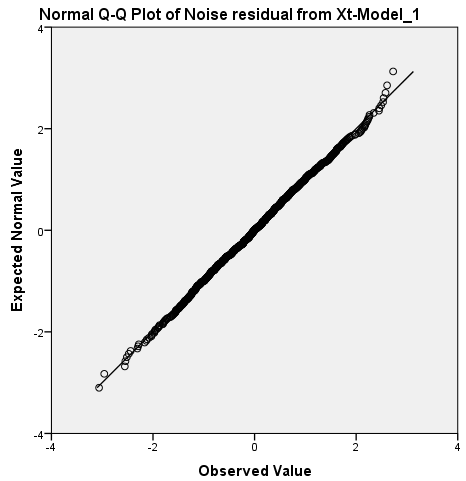 Normal Q-Q Plot of Noise residual from Xt-Model_1
Expected Normal Value
4
2
0
-2
-4
-4 -2 0 2 4
Observed Value